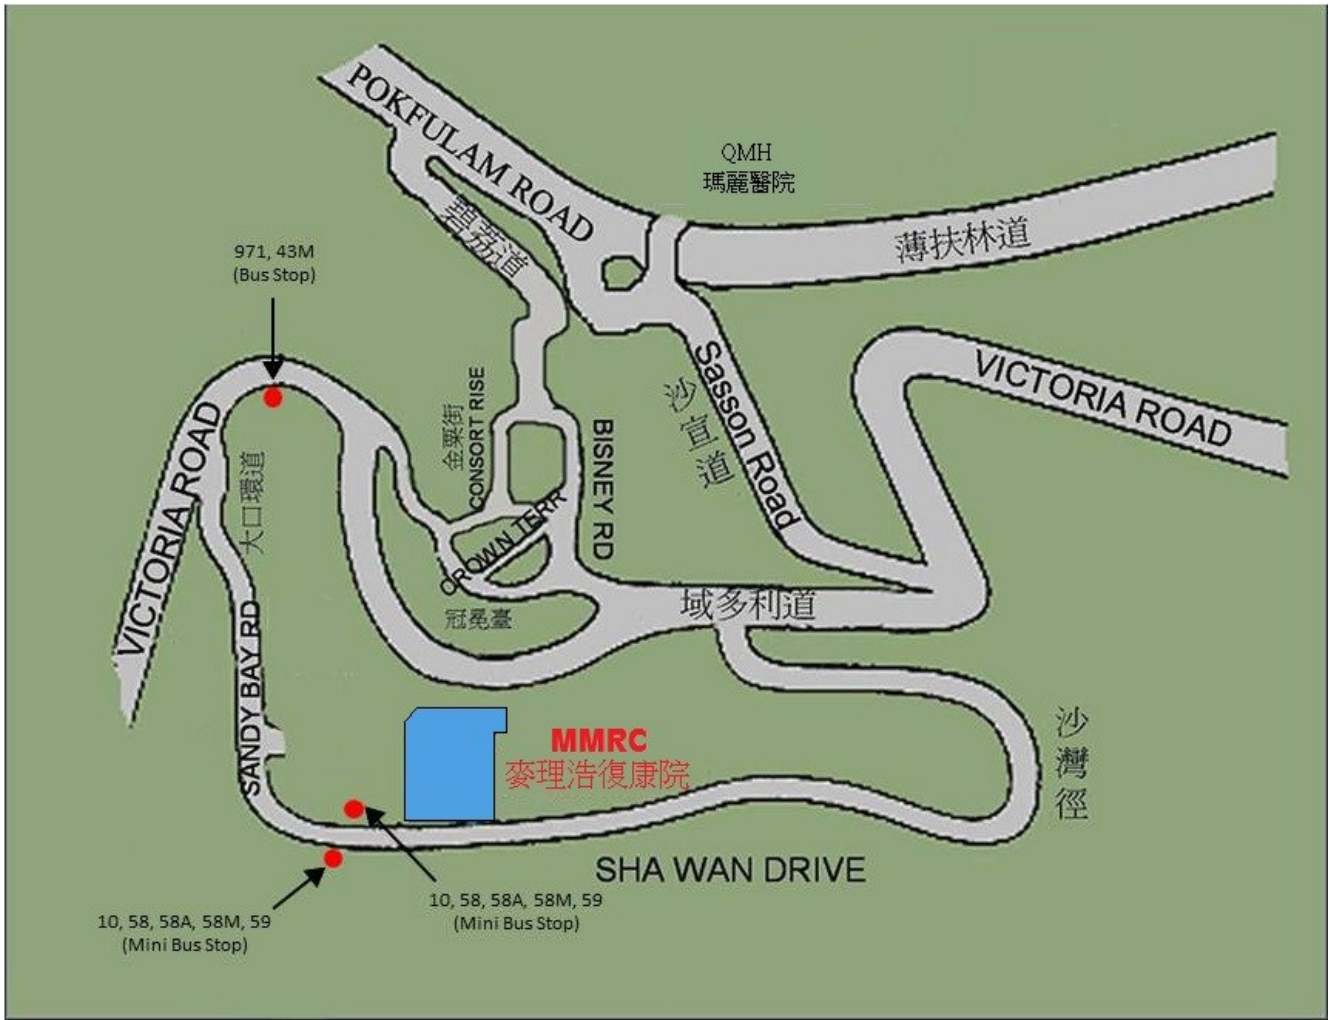 POKFULAM ROAD
QMH
瑪麗醫院
碧荔道
薄扶林道
971, 43M
(Bus Stop)
VICTORIA ROAD
Sasson Road
沙宣道
VICTORIA ROAD
金粟街
CONSORT RISE
BISNEY RD
大口環道
CROWN TERR
冠冕臺
域多利道
SANDY BAY RD
MMRC
麥理浩復康院
沙灣徑
SHA WAN DRIVE
10, 58, 58A, 58M, 59
(Mini Bus Stop)
10, 58, 58A, 58M, 59
(Mini Bus Stop)